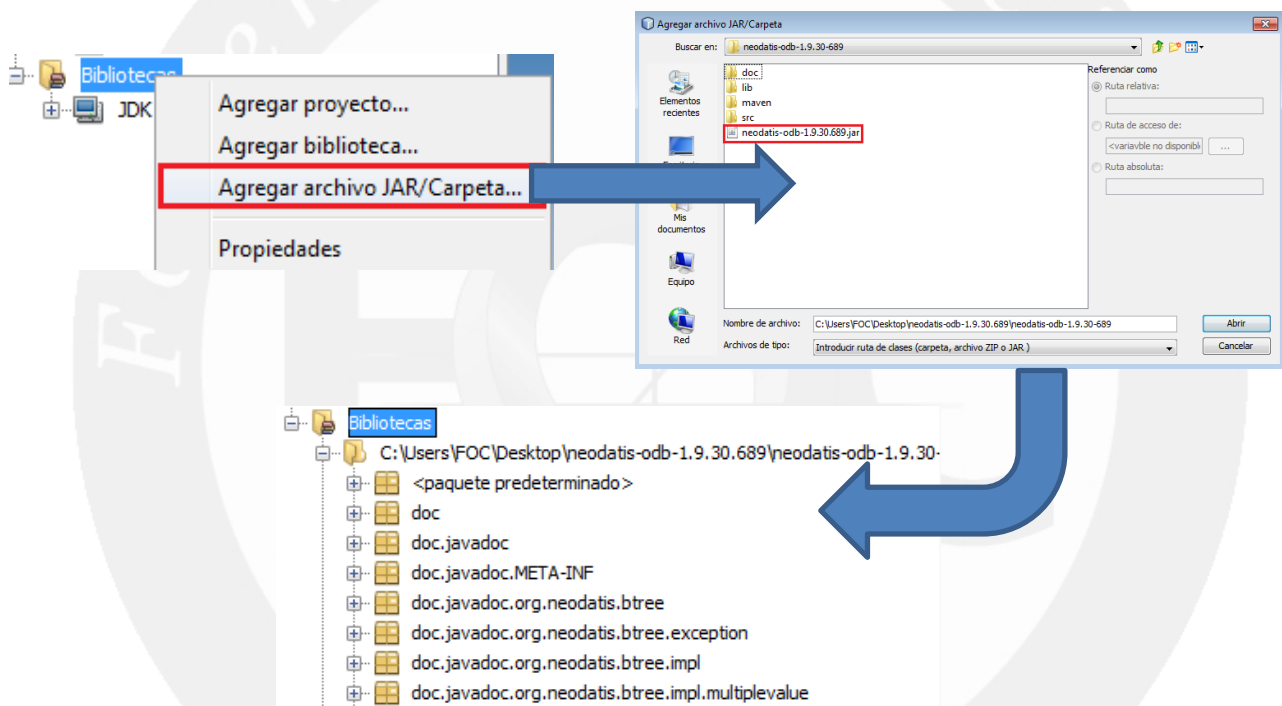 Bibliotecas
JDK
Agregar proyecto...
Agregar biblioteca...
Agregar archivo JAR/Carpeta...
Propiedades
Agregar archivo JAR/Carpeta
Buscar en:
neodatis-odb-1.9.30-689
Elementos recientes
Mis documentos
Equipo
Red
doc
lib
maven
src
neodatis-odb-1.9.30.689.jar
Referenciar como
Ruta relativa:
Ruta de acceso de:
<variavble no disponibl
...
Ruta absoluta:
Nombre de archivo:
C:\Users\FOC\Desktop\neodatis-odb-1.9.30.689\neodatis-odb-1.9.30-689
Abrir
Archivos de tipo:
Introducir ruta de clases (carpeta, archivo ZIP o JAR )
Cancelar
Bibliotecas
C:\Users\FOC\Desktop\neodatis-odb-1.9.30.689\neodatis-odb-1.9.30-
<paquete predeterminado>
doc
doc.javadoc
doc.javadoc.META-INF
doc.javadoc.org.neodatis.btree
doc.javadoc.org.neodatis.btree.exception
doc.javadoc.org.neodatis.btree.impl
doc.javadoc.org.neodatis.btree.impl.multiplevalue